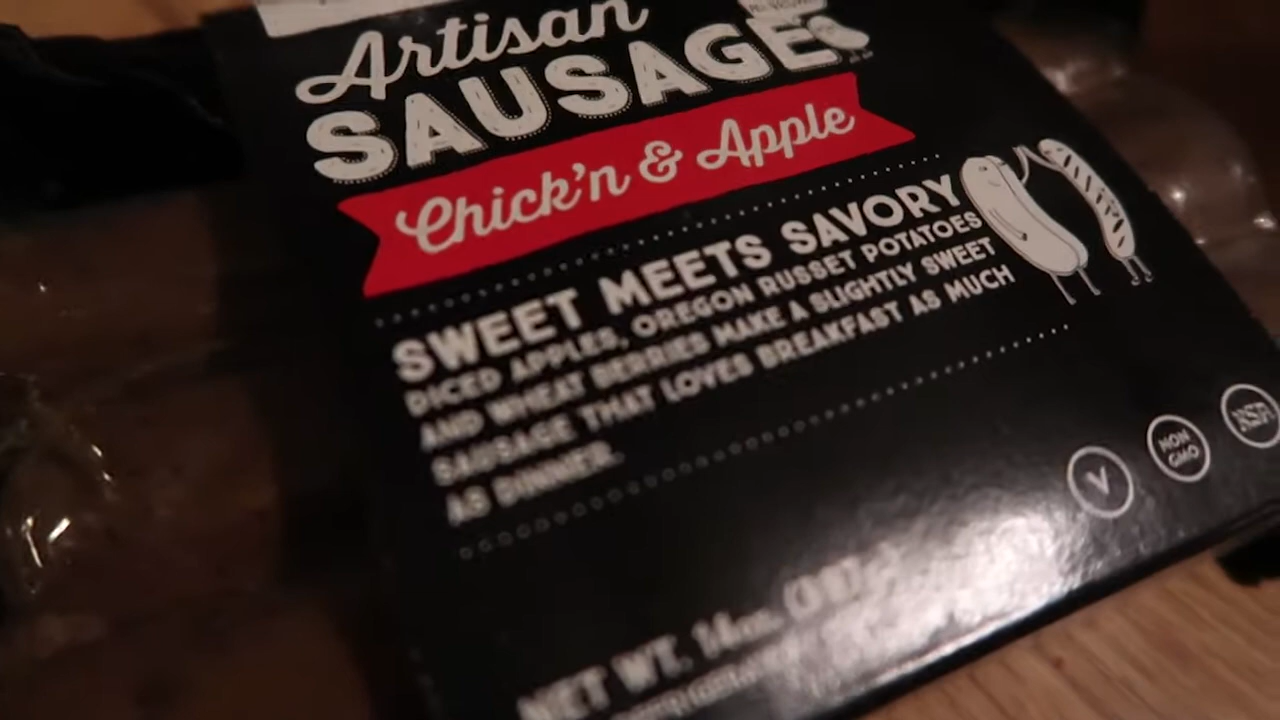 Artisan
SAUSAGE
Chick'n & Apple
SWEET MEETS SAVORY
DICED APPLES, OREGON RUSSET POTATOES
AND WHEAT BERRIES MAKE A SLIGHTLY SWEET
SAUSAGE THAT LOVES BREAKFAST AS MUCH
AS DINNER.
V
NON
GMO
NET WT. 14oz.